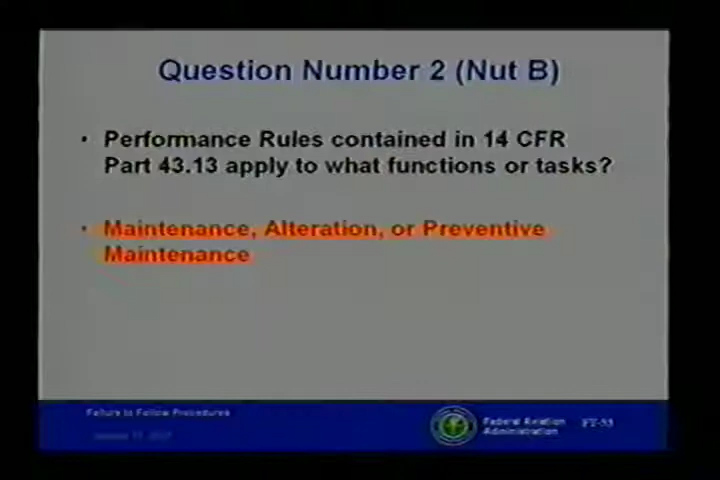 Question Number 2 (Nut B)
• Performance Rules contained in 14 CFR
Part 43.13 apply to what functions or tasks?
• Maintenance, Alteration, or Preventive
Maintenance
Failure to Follow Procedures
Federal Aviation
Administration